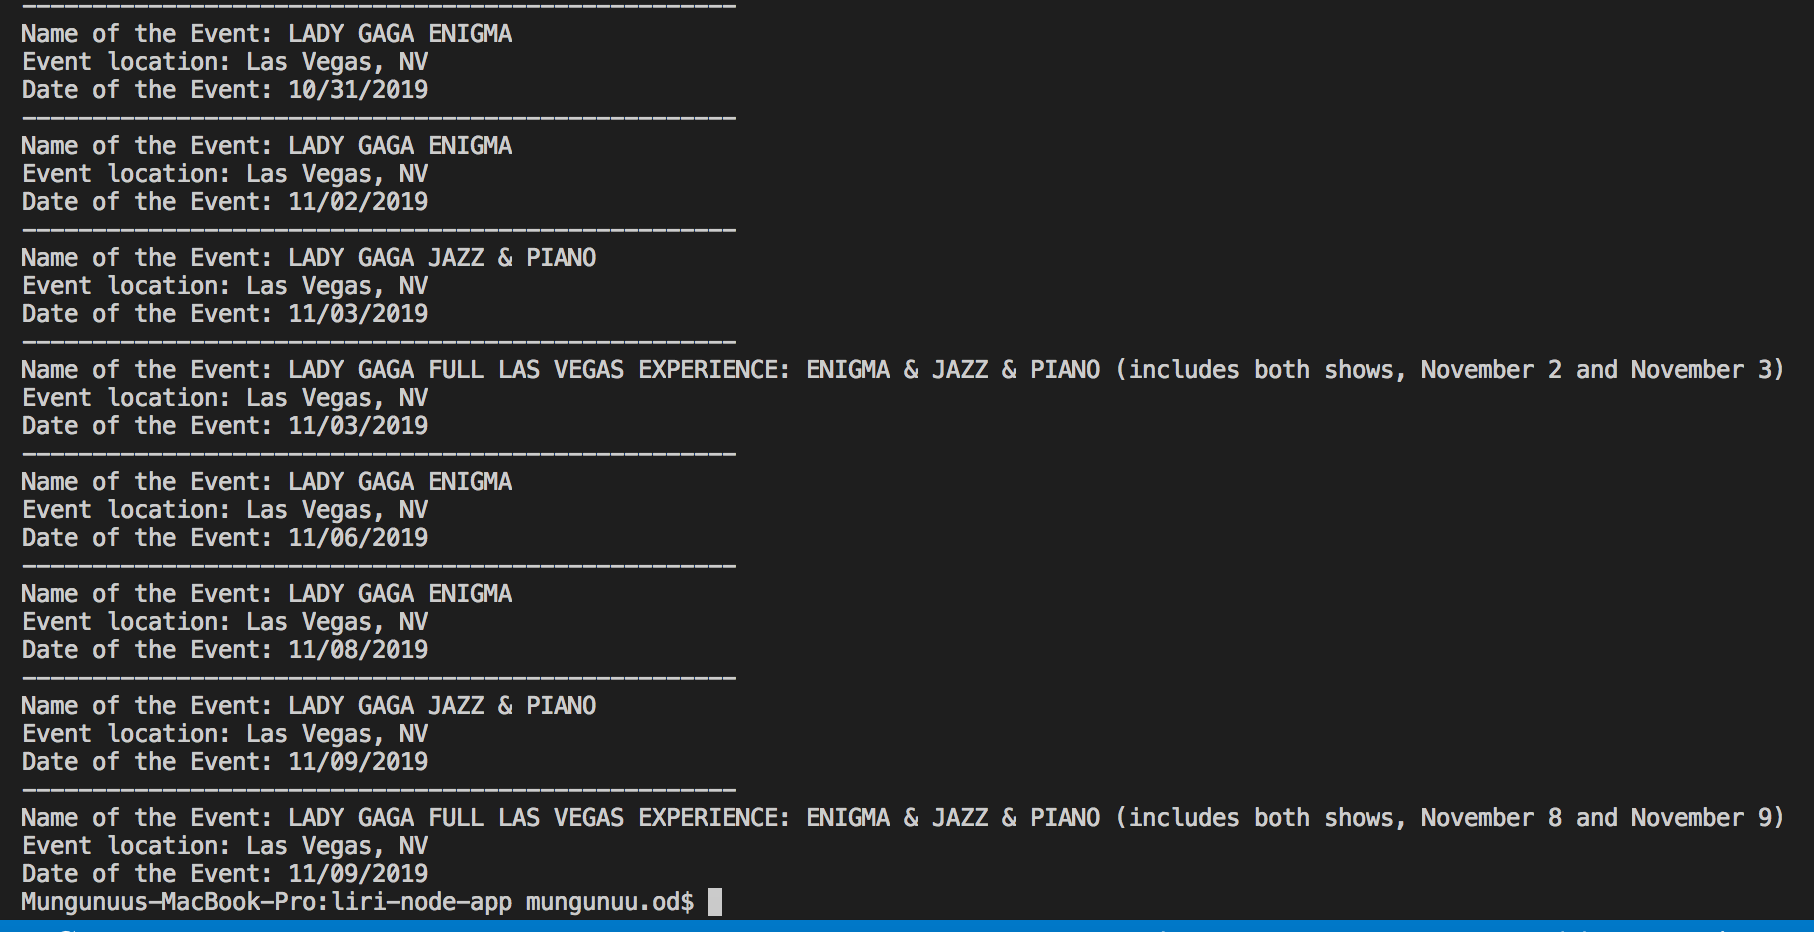 --------------------------------------------------
Name of the Event: LADY GAGA ENIGMA
Event location: Las Vegas, NV
Date of the Event: 10/31/2019
---------------------------------------------------
Name of the Event: LADY GAGA ENIGMA
Event location: Las Vegas, NV
Date of the Event: 11/02/2019
---------------------------------------------------
Name of the Event: LADY GAGA JAZZ & PIANO
Event location: Las Vegas, NV
Date of the Event: 11/03/2019
---------------------------------------------------
Name of the Event: LADY GAGA FULL LAS VEGAS EXPERIENCE: ENIGMA & JAZZ & PIANO (includes both shows, November 2 and November 3)
Event location: Las Vegas, NV
Date of the Event: 11/03/2019
---------------------------------------------------
Name of the Event: LADY GAGA ENIGMA
Event location: Las Vegas, NV
Date of the Event: 11/06/2019
---------------------------------------------------
Name of the Event: LADY GAGA ENIGMA
Event location: Las Vegas, NV
Date of the Event: 11/08/2019
---------------------------------------------------
Name of the Event: LADY GAGA JAZZ & PIANO
Event location: Las Vegas, NV
Date of the Event: 11/09/2019
---------------------------------------------------
Name of the Event: LADY GAGA FULL LAS VEGAS EXPERIENCE: ENIGMA & JAZZ & PIANO (includes both shows, November 8 and November 9)
Event location: Las Vegas, NV
Date of the Event: 11/09/2019
Mungunuus-MacBook-Pro:liri-node-app mungunuu.od$